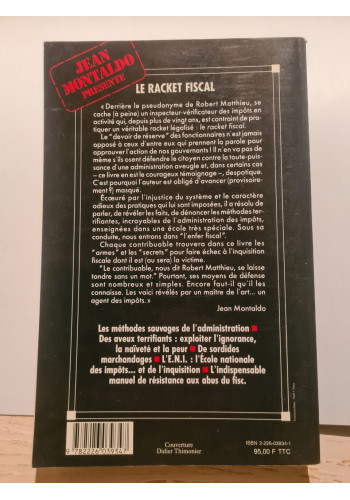 JEAN
MONTALDO
PRÉSENTE
LE RACKET FISCAL
« Derrière le pseudonyme de Robert Matthieu, se
cache (à peine) un inspecteur-vérificateur des impôts en
activité qui, depuis plus de vingt ans, est contraint de prati-
quer un véritable racket légalisé : le racket fiscal.
Le "devoir de réserve" des fonctionnaires n'est jamais
opposé à ceux d'entre eux qui prennent la parole pour
approuver l'action de nos gouvernants ! Il n'en va pas de
même s'ils osent défendre le citoyen contre la toute-puis-
sance d'une administration aveugle et, dans certains cas
– ce livre en est le courageux témoignage –, despotique.
C'est pourquoi l'auteur est obligé d'avancer (provisoire-
ment ?) masqué.
Écœuré par l'injustice du système et le caractère
odieux des pratiques qui lui sont imposées, il a résolu de
parler, de révéler les faits, de dénoncer les méthodes ter-
rifiantes, incroyables de l'administration des impôts,
enseignées dans une école très spéciale. Sous sa
conduite, nous entrons dans "l'enfer fiscal".
Chaque contribuable trouvera dans ce livre les
"armes" et les "secrets" pour faire échec à l'inquisition
fiscale dont il est (ou sera) la victime.
"Le contribuable, nous dit Robert Matthieu, se laisse
tondre sans un mot." Pourtant, ses moyens de défense
sont nombreux et simples. Encore faut-il qu'il les
connaisse. Les voici révélés par un maître de l'art... un
agent des impôts. »
Jean Montaldo
Les méthodes sauvages de l'administration ■
Des aveux terrifiants : exploiter l'ignorance,
la naïveté et la peur ■ De sordides
marchandages ■ L'E.N.I. : l'École nationale
des impôts... et de l'inquisition ■ L'indispensable
manuel de résistance aux abus du fisc.
9 782226 039347
Couverture
Didier Thimonier
ISBN 2-226-03934-1
95,00 F TTC